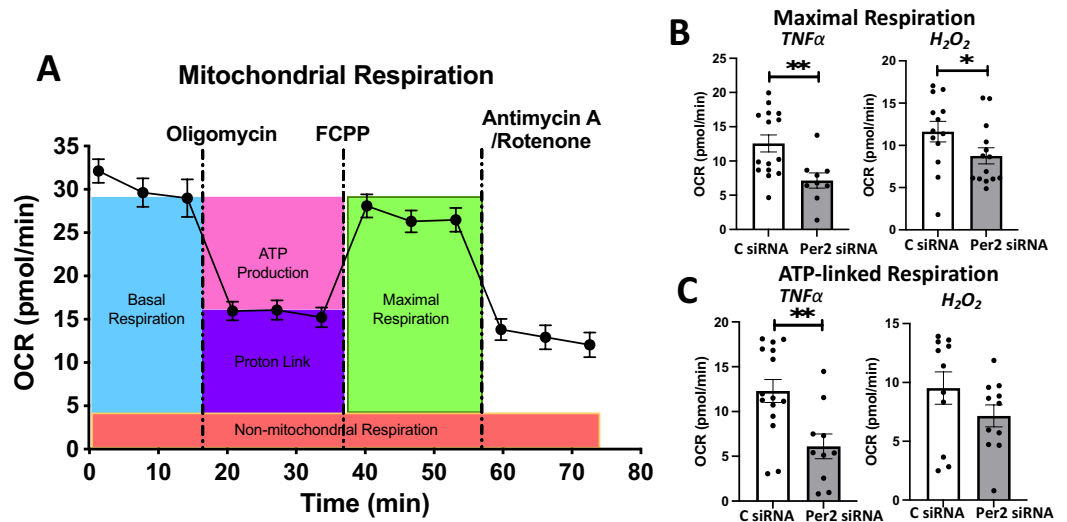 A
Mitochondrial Respiration
Oligomycin
FCPP
Antimycin A
/Rotenone
OCR (pmol/min)
35
30
25
20
15
10
5
0
ATP
Production
Basal
Respiration
Maximal
Respiration
Proton Link
Non-mitochondrial Respiration
0 10 20 30 40 50 60 70 80
Time (min)
B
Maximal Respiration
TNFα
**
OCR (pmol/min)
25
20
15
10
5
0
C siRNA Per2 siRNA
H₂O₂
*
OCR (pmol/min)
20
15
10
5
0
C siRNA Per2 siRNA
C
ATP-linked Respiration
TNFα
**
OCR (pmol/min)
20
15
10
5
0
C siRNA Per2 siRNA
H₂O₂
OCR (pmol/min)
15
10
5
0
C siRNA Per2 siRNA